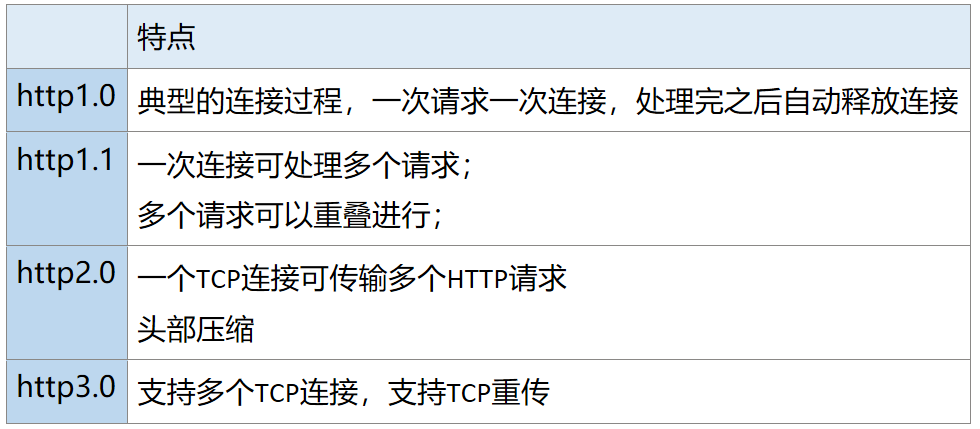 特点
http1.0
典型的连接过程，一次请求一次连接，处理完之后自动释放连接
http1.1
一次连接可处理多个请求；
多个请求可以重叠进行；
http2.0
一个TCP连接可传输多个HTTP请求
头部压缩
http3.0
支持多个TCP连接，支持TCP重传